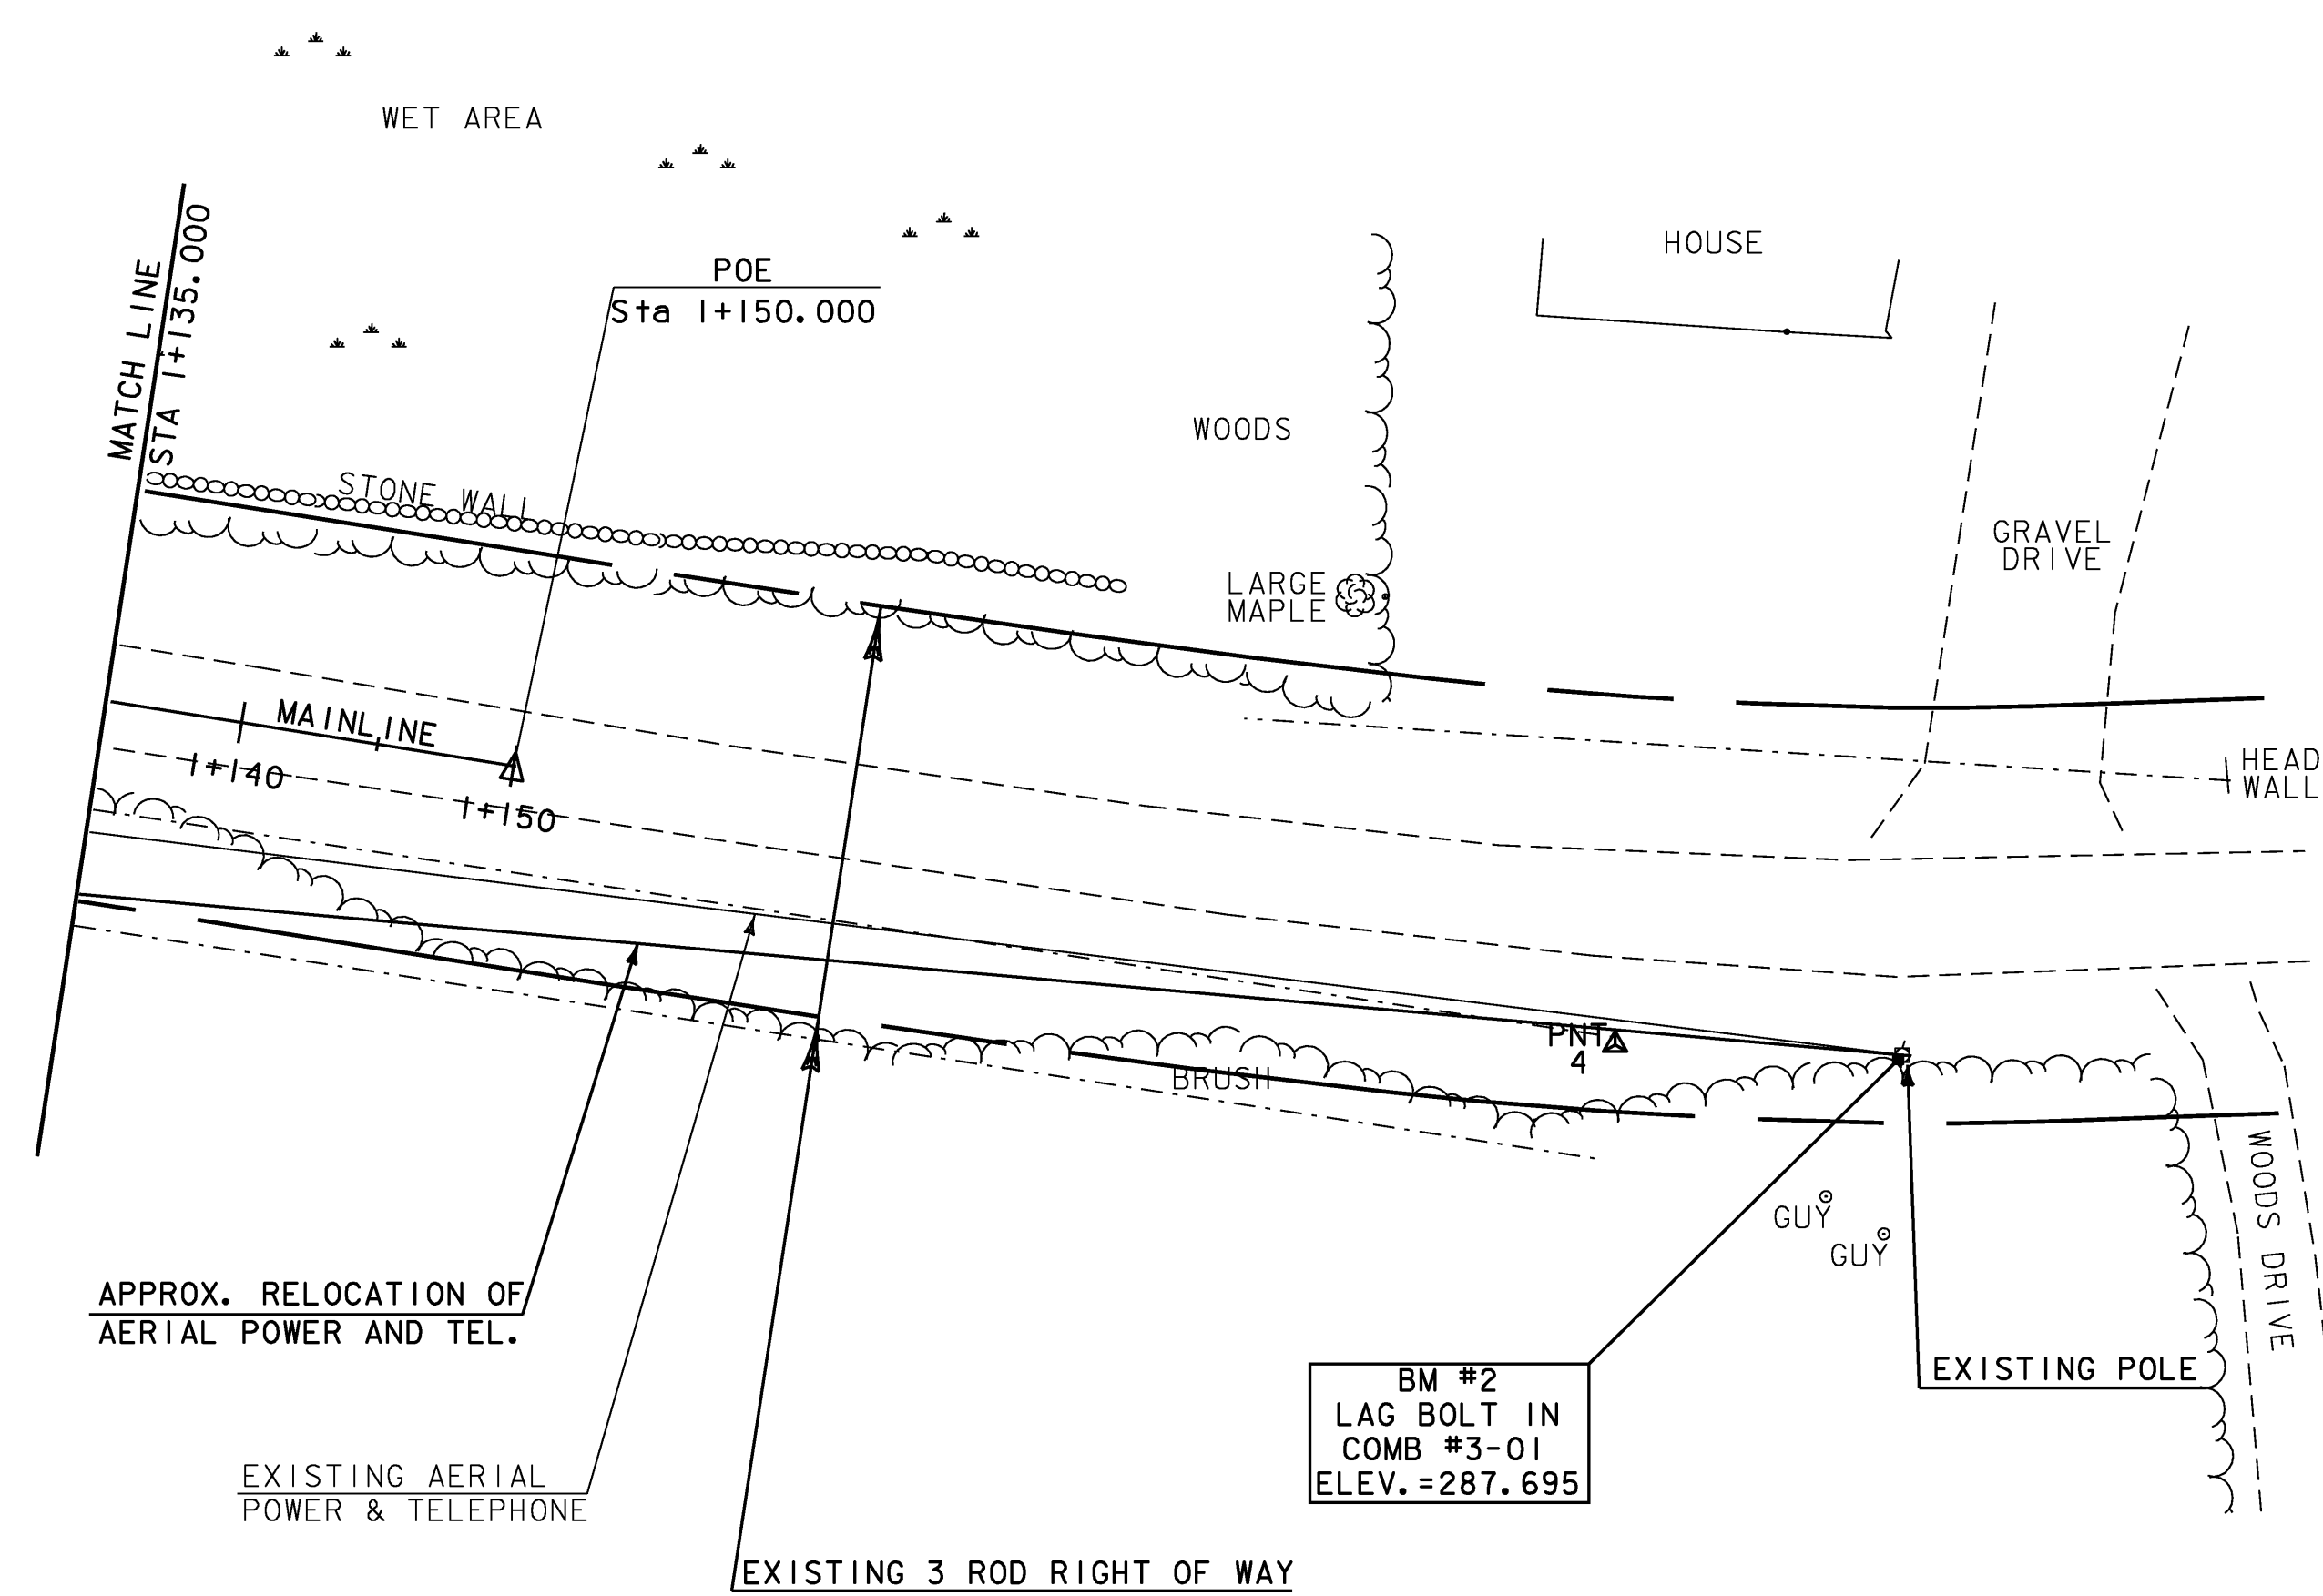 WET AREA
MATCH LINE
STA 1+135.000
POE
Sta 1+150.000
HOUSE
WOODS
STONE WALL
GRAVEL
DRIVE
LARGE
MAPLE
MAINLINE
1+140
1+150
HEAD
WALL
PNT
4
BRUSH
GUY
GUY
WOODS DRIVE
APPROX. RELOCATION OF
AERIAL POWER AND TEL.
EXISTING POLE
BM #2
LAG BOLT IN
COMB #3-01
ELEV.=287.695
EXISTING AERIAL
POWER & TELEPHONE
EXISTING 3 ROD RIGHT OF WAY